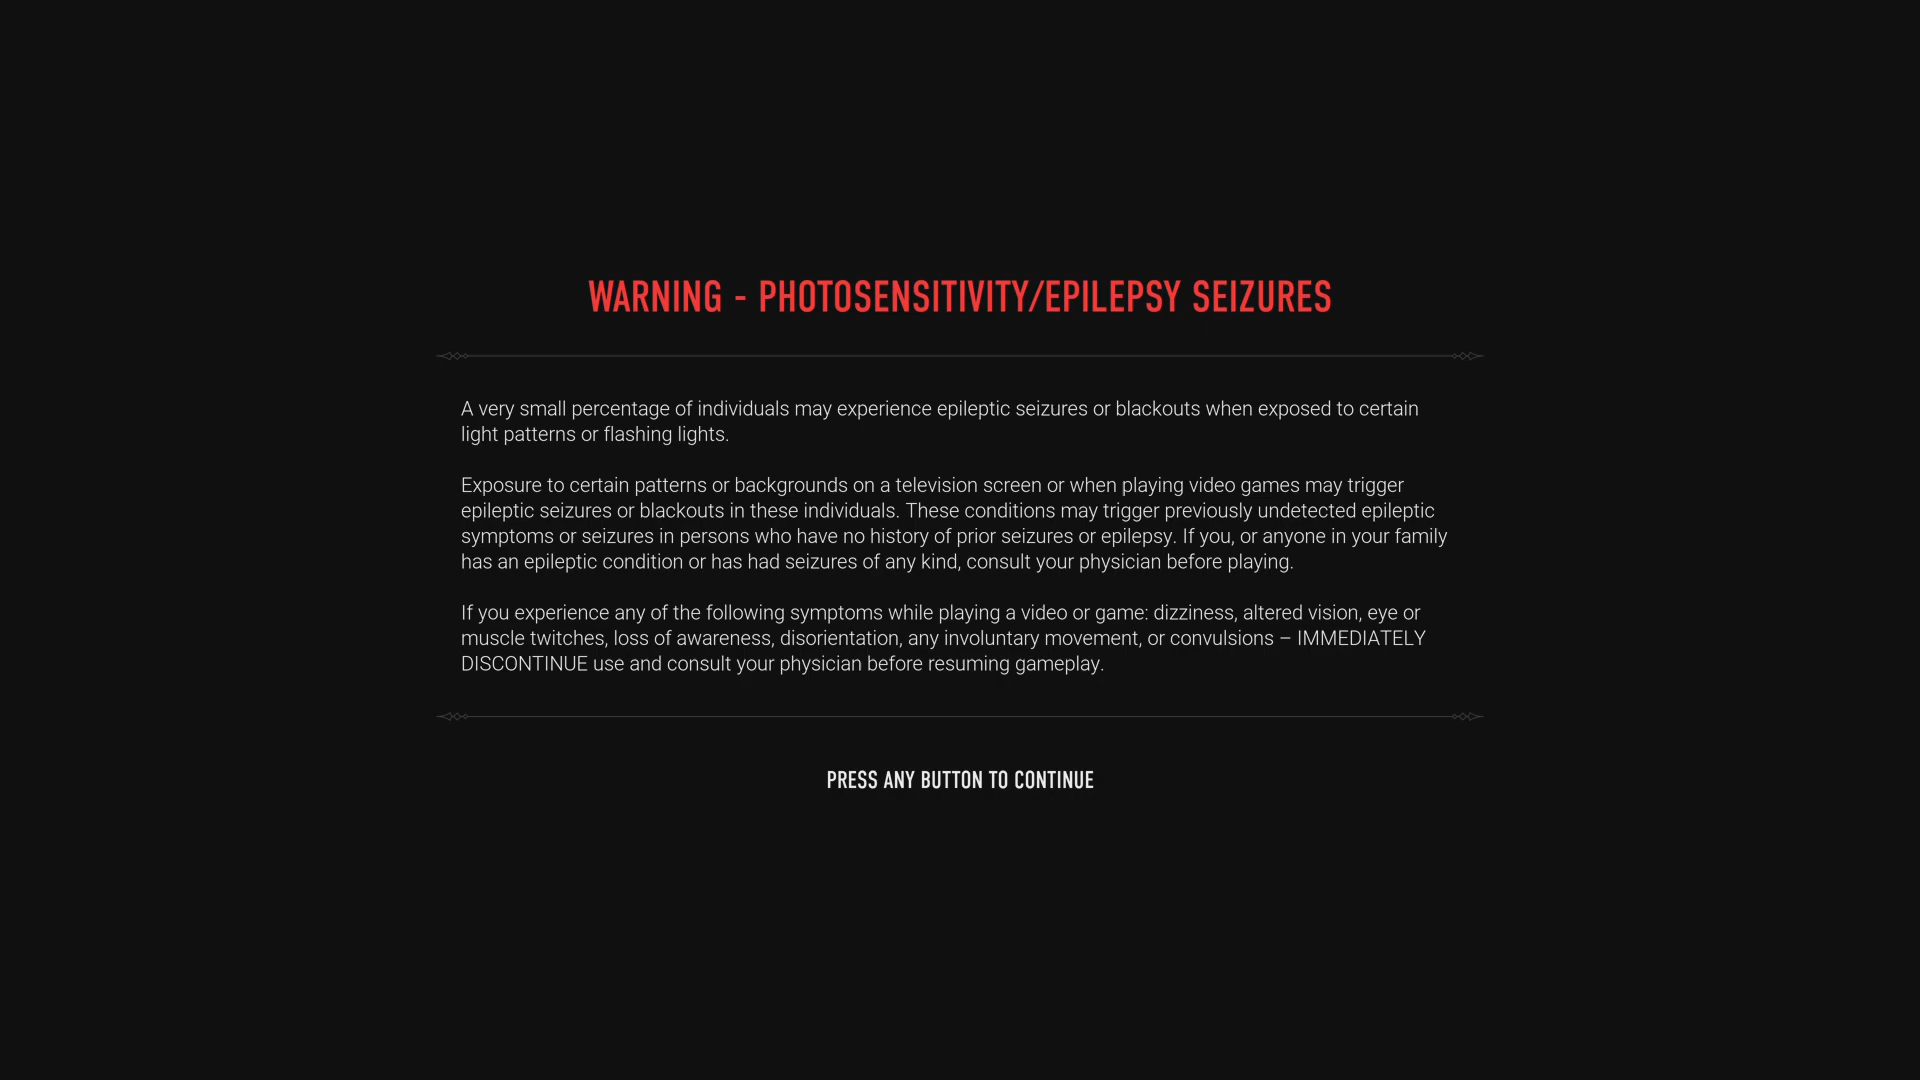 WARNING - PHOTOSENSITIVITY/EPILEPSY SEIZURES
A very small percentage of individuals may experience epileptic seizures or blackouts when exposed to certain
light patterns or flashing lights.
Exposure to certain patterns or backgrounds on a television screen or when playing video games may trigger
epileptic seizures or blackouts in these individuals. These conditions may trigger previously undetected epileptic
symptoms or seizures in persons who have no history of prior seizures or epilepsy. If you, or anyone in your family
has an epileptic condition or has had seizures of any kind, consult your physician before playing.
If you experience any of the following symptoms while playing a video or game: dizziness, altered vision, eye or
muscle twitches, loss of awareness, disorientation, any involuntary movement, or convulsions – IMMEDIATELY
DISCONTINUE use and consult your physician before resuming gameplay.
PRESS ANY BUTTON TO CONTINUE